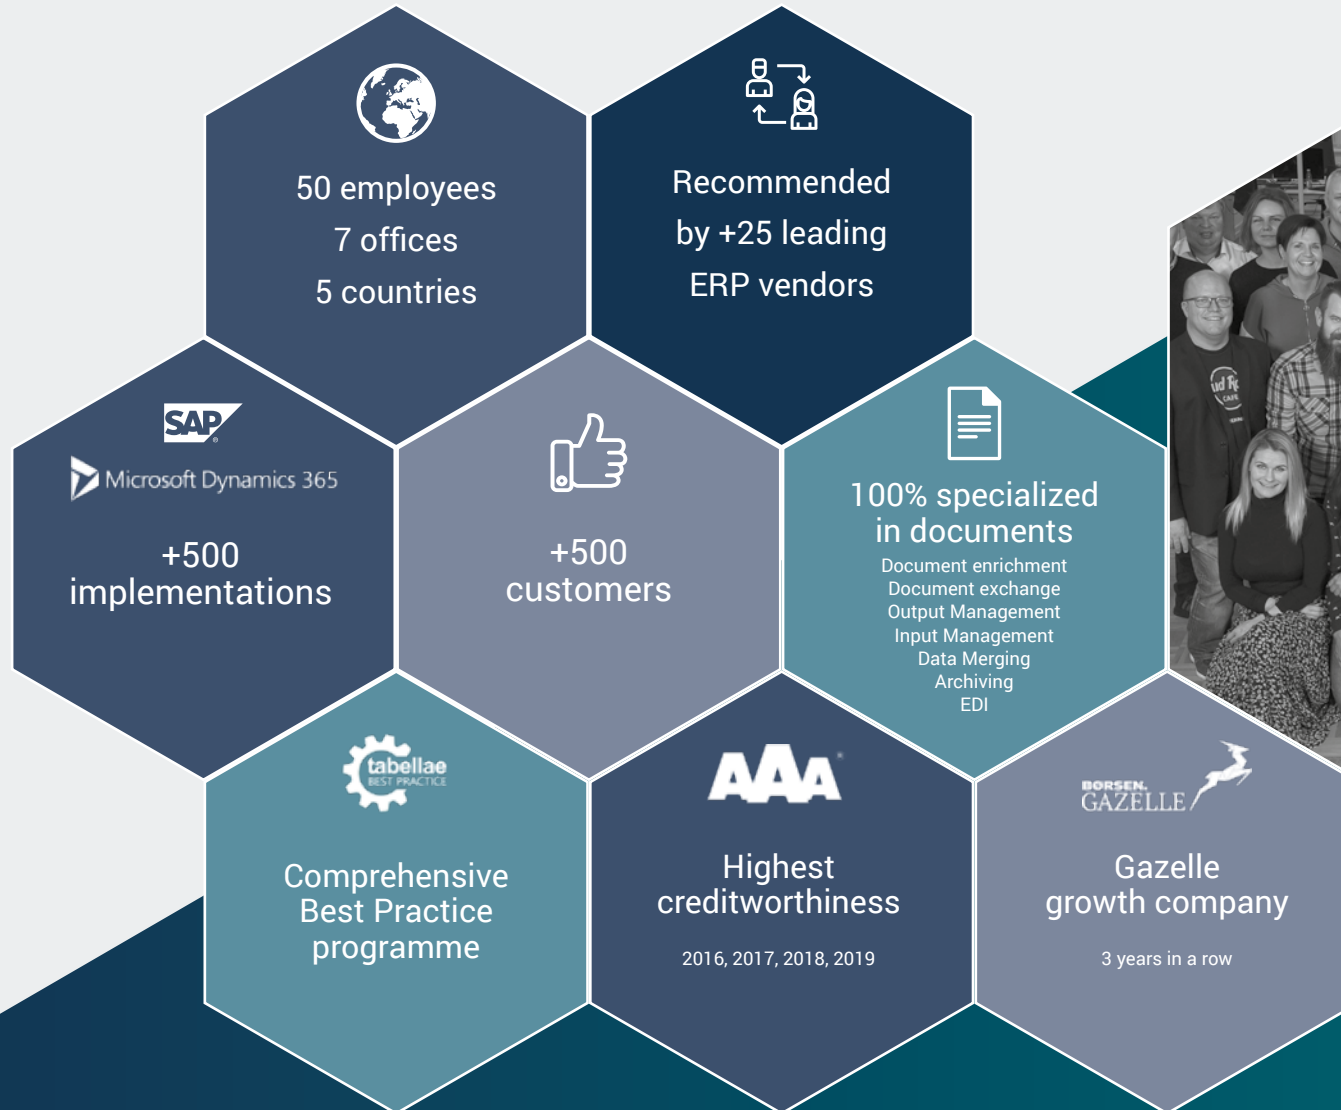 50 employees
7 offices
5 countries
Recommended
by +25 leading
ERP vendors
SAP
®
Microsoft Dynamics 365
+500
implementations
+500
customers
100% specialized
in documents
Document enrichment
Document exchange
Output Management
Input Management
Data Merging
Archiving
EDI
tabellae
BEST PRACTICE
Comprehensive
Best Practice
programme
AAA
Highest
creditworthiness
2016, 2017, 2018, 2019
BØRSEN.
GAZELLE
Gazelle
growth company
3 years in a row